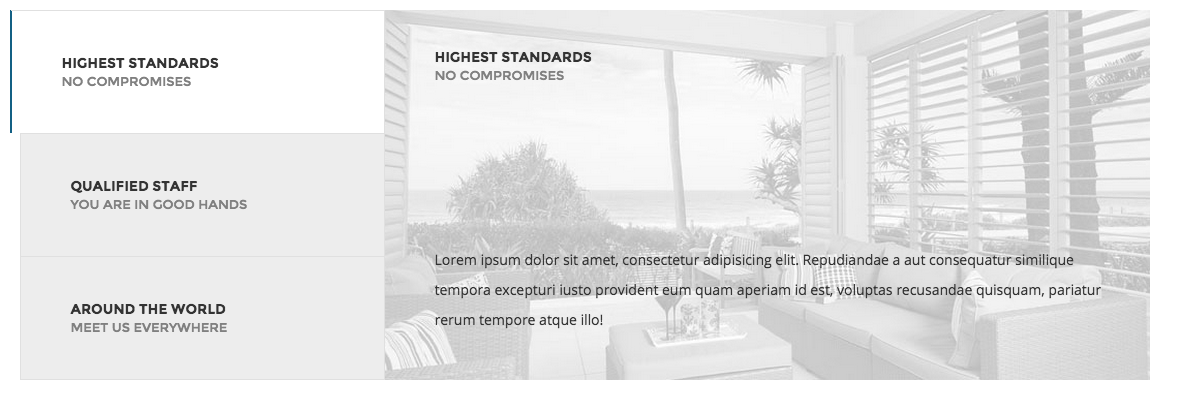 HIGHEST STANDARDS
NO COMPROMISES
QUALIFIED STAFF
YOU ARE IN GOOD HANDS
AROUND THE WORLD
MEET US EVERYWHERE
HIGHEST STANDARDS
NO COMPROMISES
Lorem ipsum dolor sit amet, consectetur adipisicing elit. Repudiandae a aut consequatur similique
tempora excepturi iusto provident eum quam aperiam id est, voluptas recusandae quisquam, pariatur
rerum tempore atque illo!